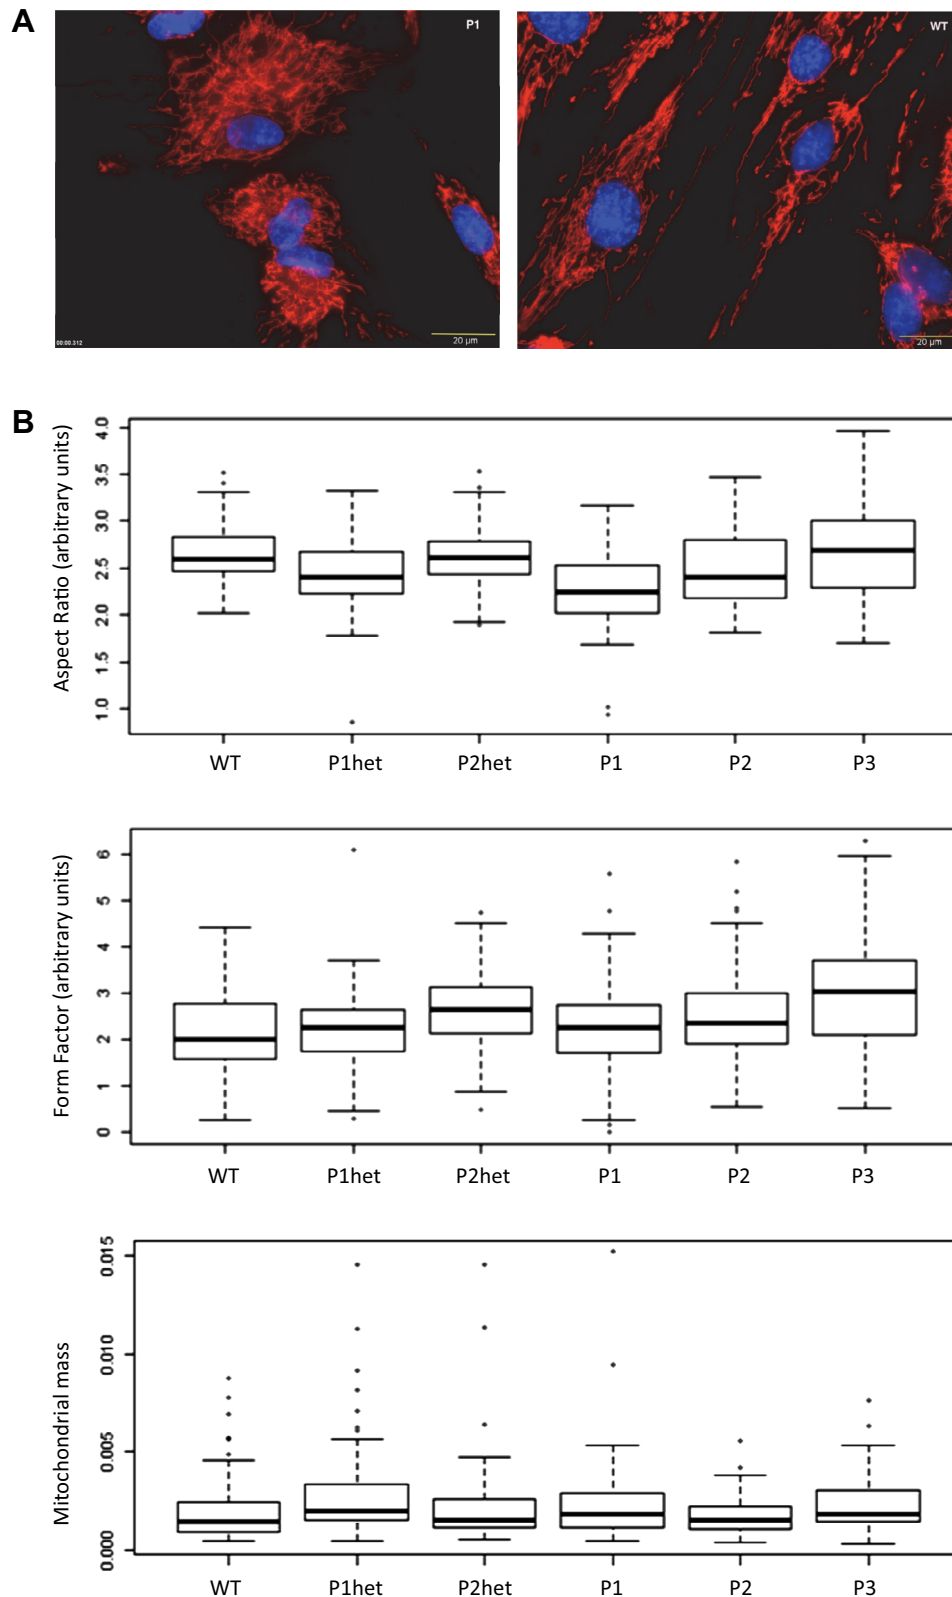 A
P1
WT
00:00.312
20 µm
20 µm
B
Aspect Ratio (arbitrary units)
4.0
3.5
3.0
2.5
2.0
1.5
1.0
WT P1het P2het P1 P2 P3
Form Factor (arbitrary units)
6
5
4
3
2
1
0
WT P1het P2het P1 P2 P3
Mitochondrial mass
0.015
0.010
0.005
0.000
WT P1het P2het P1 P2 P3